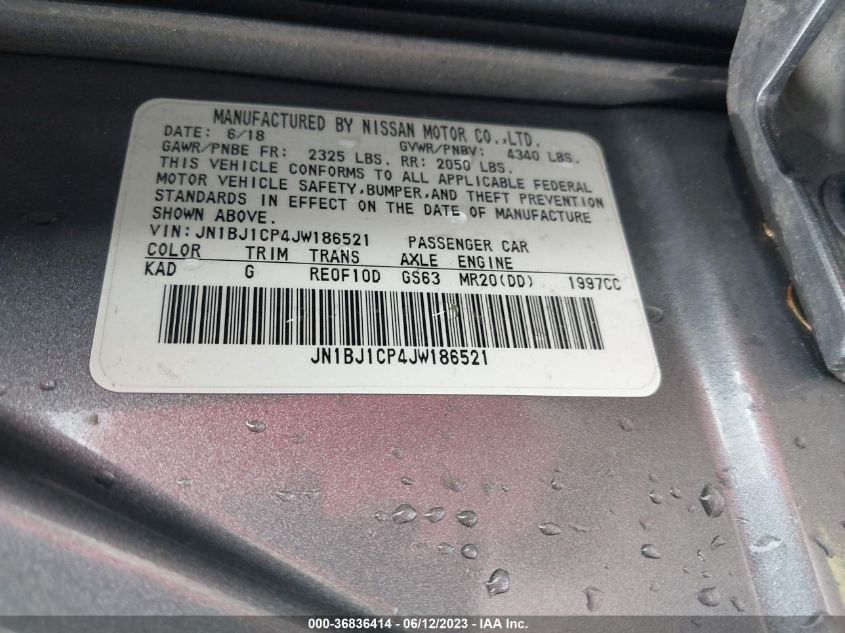 MANUFACTURED BY NISSAN MOTOR CO.,LTD.
DATE: 6/18 GVWR/PNBV: 4340 LBS.
GAWR/PNBE FR: 2325 LBS. RR: 2050 LBS.
THIS VEHICLE CONFORMS TO ALL APPLICABLE FEDERAL
MOTOR VEHICLE SAFETY,BUMPER,AND THEFT PREVENTION
STANDARDS IN EFFECT ON THE DATE OF MANUFACTURE
SHOWN ABOVE.
VIN: JN1BJ1CP4JW186521 PASSENGER CAR
COLOR TRIM TRANS AXLE ENGINE
KAD G RE0F10D GS63 MR20(DD) 1997CC
JN1BJ1CP4JW186521
000-36836414 - 06/12/2023 - IAA Inc.